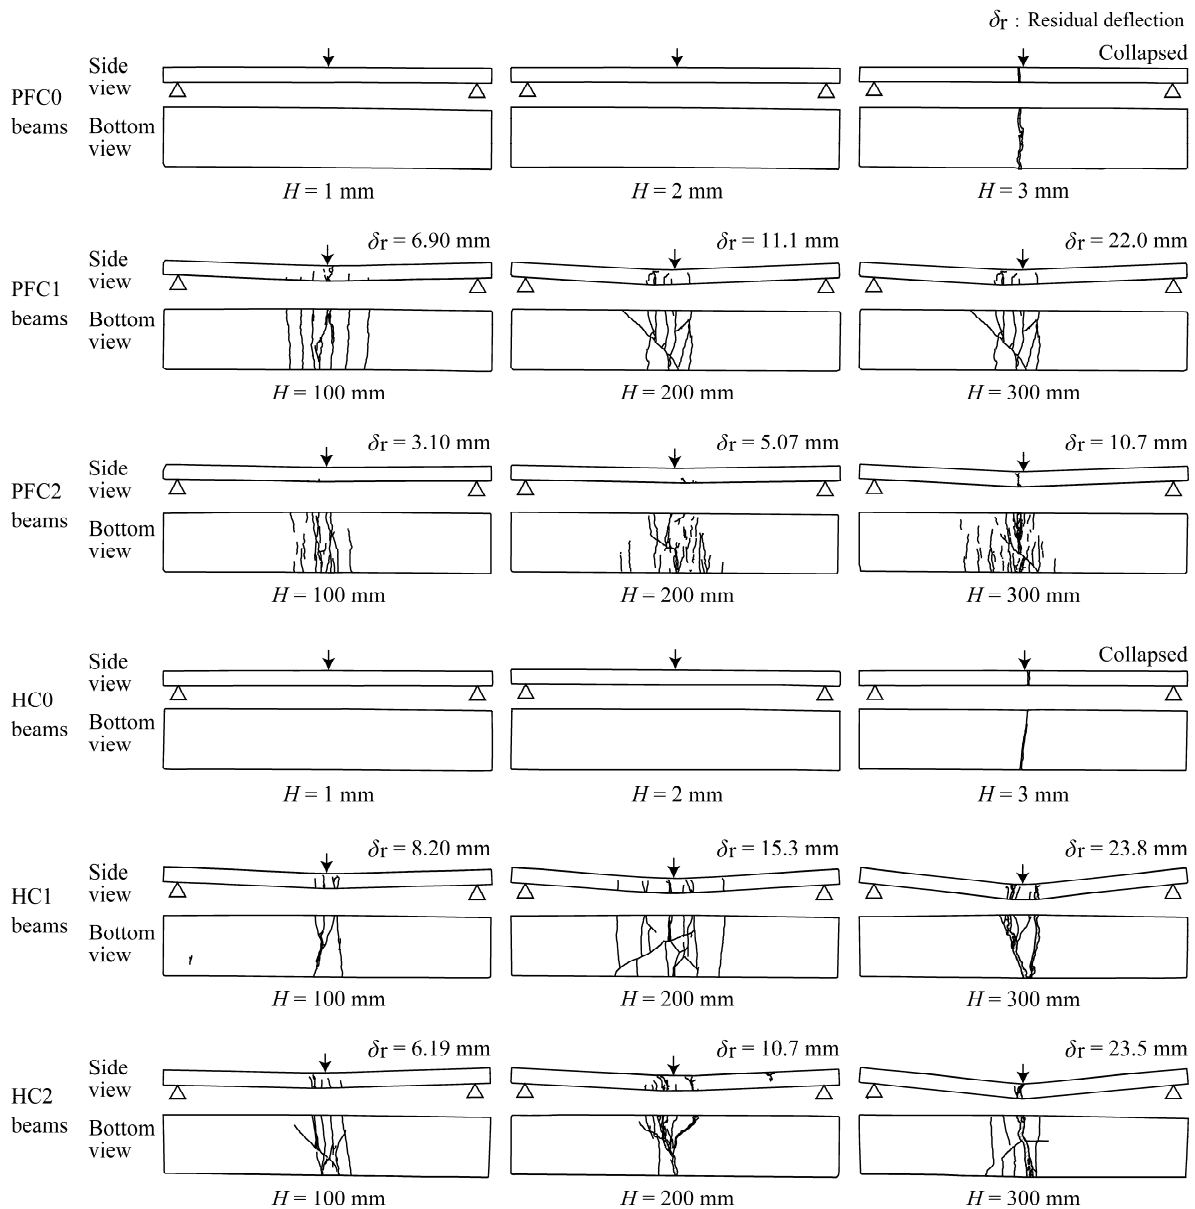 δr : Residual deflection
PFC0 beams
Side view
Bottom view
Collapsed
H = 1 mm
H = 2 mm
H = 3 mm
PFC1 beams
Side view
Bottom view
δr = 6.90 mm
δr = 11.1 mm
δr = 22.0 mm
H = 100 mm
H = 200 mm
H = 300 mm
PFC2 beams
Side view
Bottom view
δr = 3.10 mm
δr = 5.07 mm
δr = 10.7 mm
H = 100 mm
H = 200 mm
H = 300 mm
HC0 beams
Side view
Bottom view
Collapsed
H = 1 mm
H = 2 mm
H = 3 mm
HC1 beams
Side view
Bottom view
δr = 8.20 mm
δr = 15.3 mm
δr = 23.8 mm
H = 100 mm
H = 200 mm
H = 300 mm
HC2 beams
Side view
Bottom view
δr = 6.19 mm
δr = 10.7 mm
δr = 23.5 mm
H = 100 mm
H = 200 mm
H = 300 mm